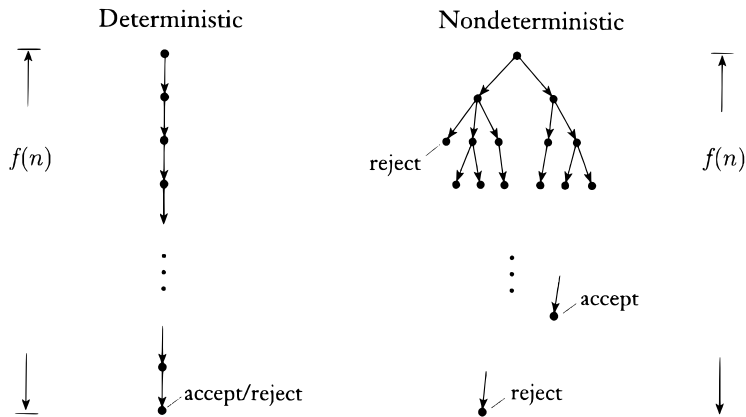 Deterministic
Nondeterministic
f(n)
reject
f(n)
accept
accept/reject
reject